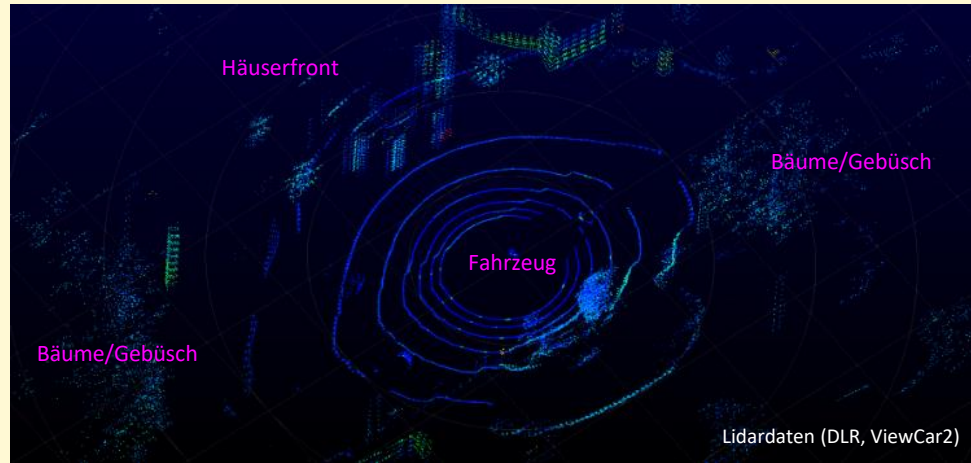 Häuserfront
Bäume/Gebüsch
Fahrzeug
Bäume/Gebüsch
Lidardaten (DLR, ViewCar2)